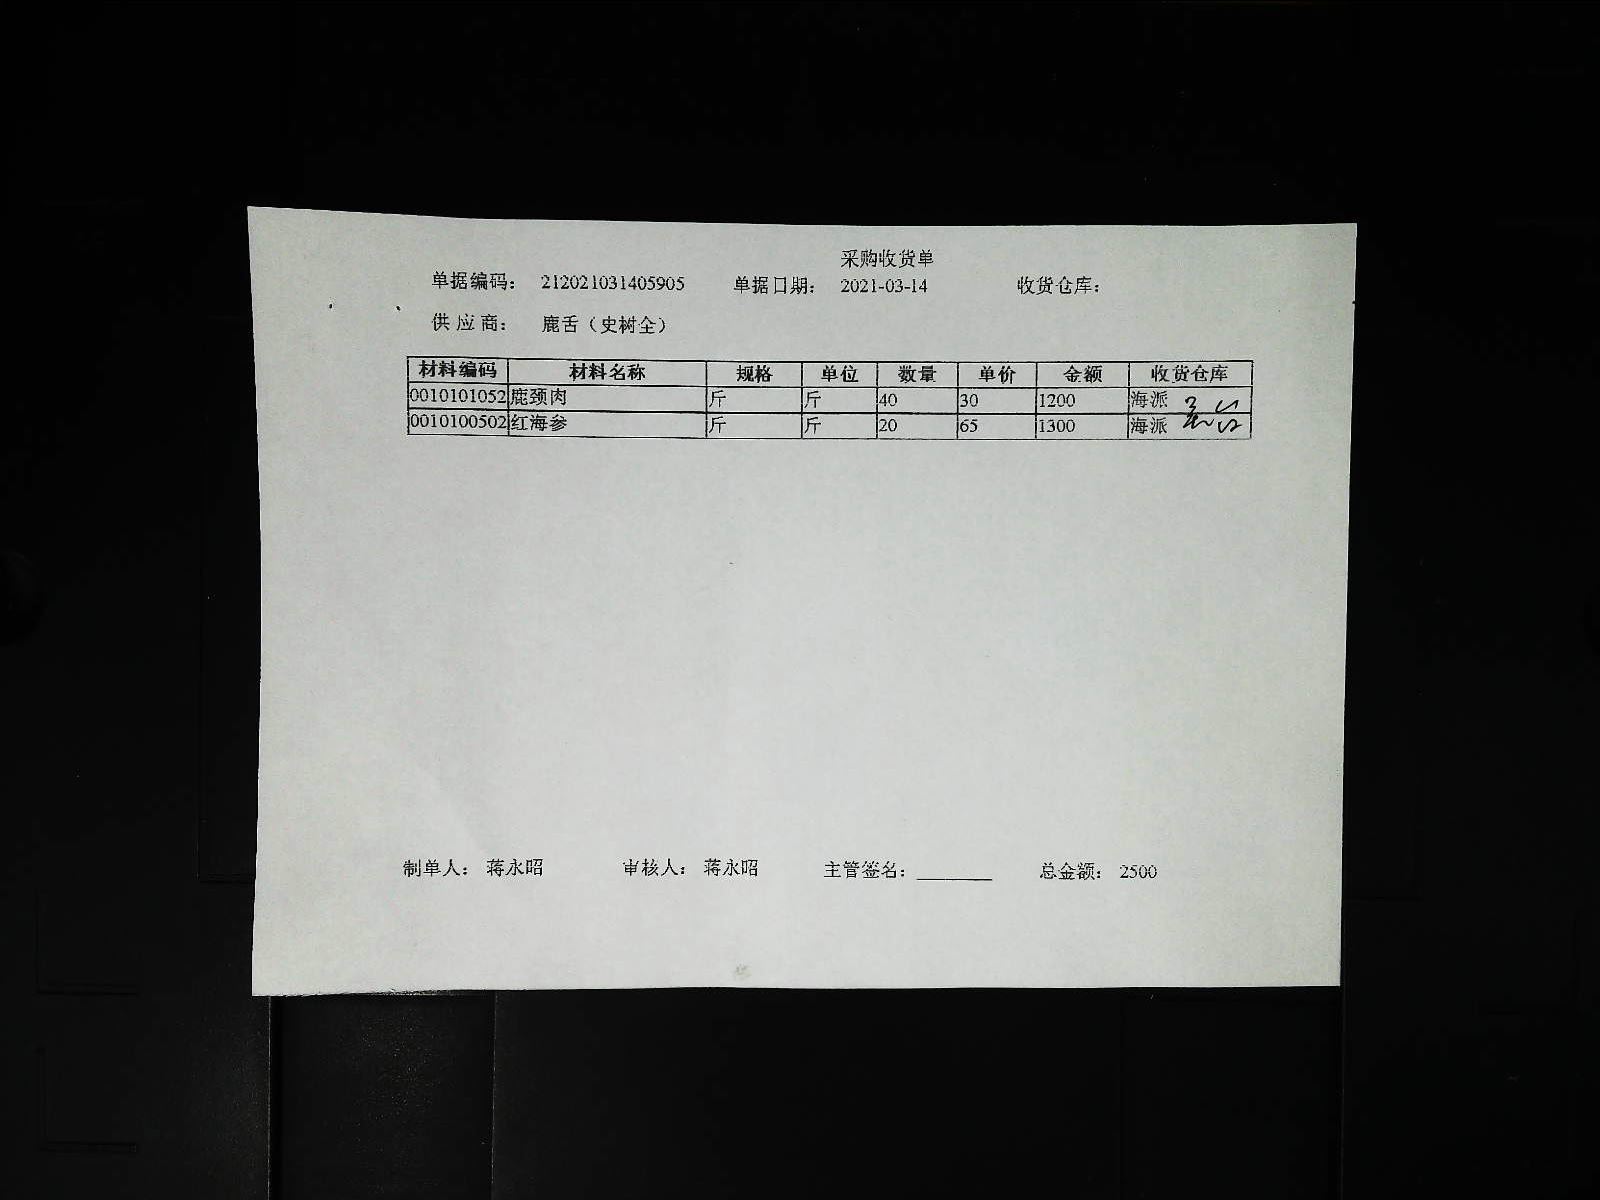 采购收货单
单据编码： 212021031405905 单据日期： 2021-03-14 收货仓库：
供 应 商： 鹿舌（史树全）
材料编码 材料名称 规格 单位 数量 单价 金额 收货仓库
0010101052 鹿颈肉 斤 斤 40 30 1200 海派
0010100502 红海参 斤 斤 20 65 1300 海派
制单人： 蒋永昭 审核人： 蒋永昭 主管签名：________ 总金额： 2500